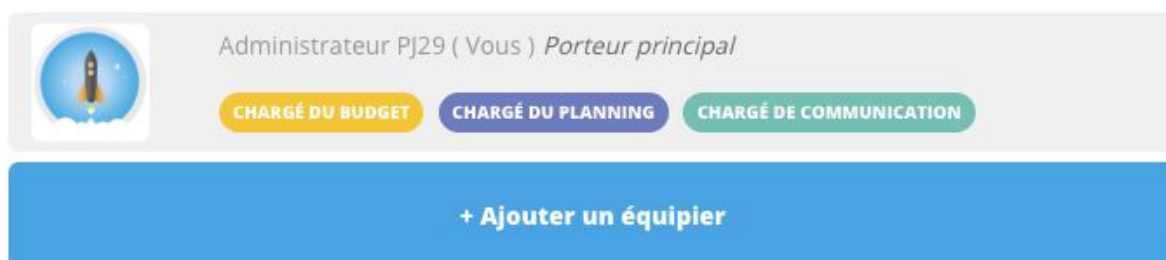 Administrateur PJ29 ( Vous ) Porteur principal
CHARGÉ DU BUDGET CHARGÉ DU PLANNING CHARGÉ DE COMMUNICATION
+ Ajouter un équipier